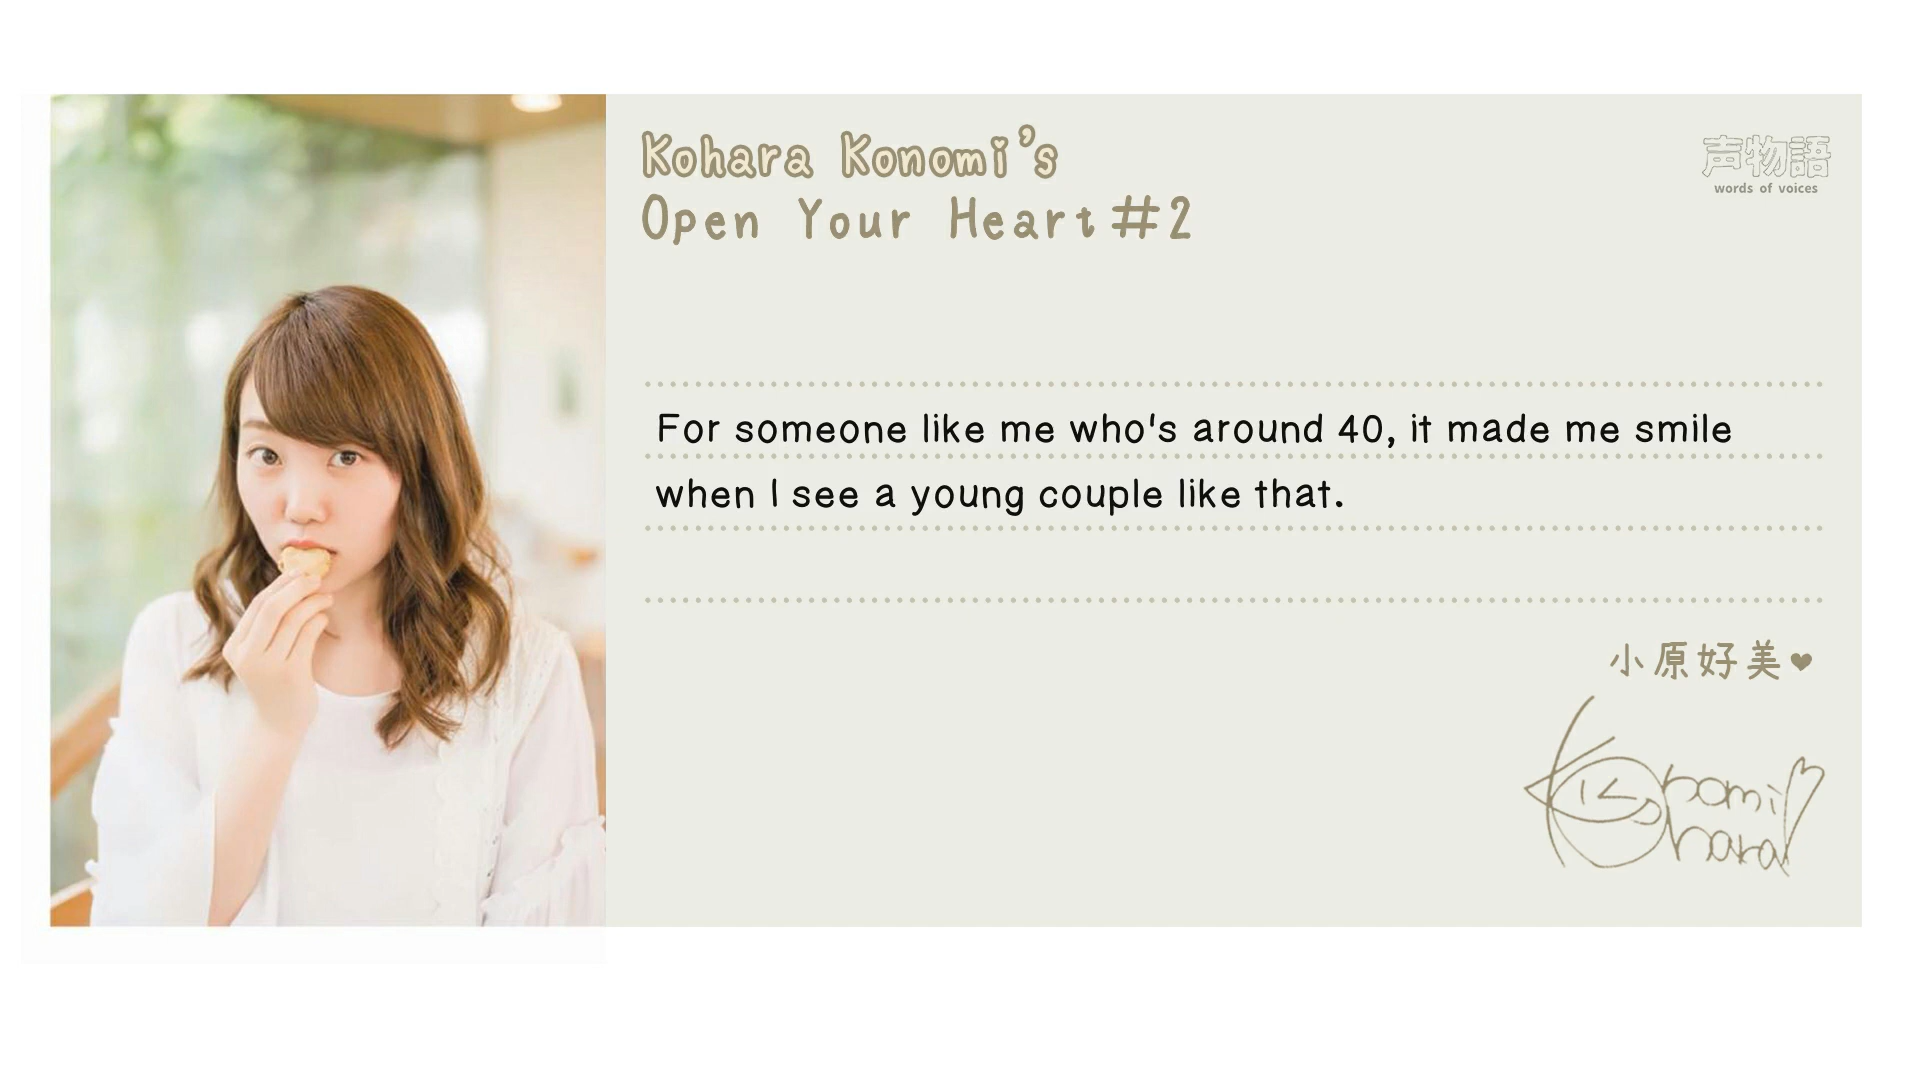 Kohara Konomi's
Open Your Heart#2
声物語
words of voices
For someone like me who's around 40, it made me smile
when I see a young couple like that.
小原好美♥
Konomi
Kohara